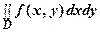 ∬_D f(x, y)dxdy